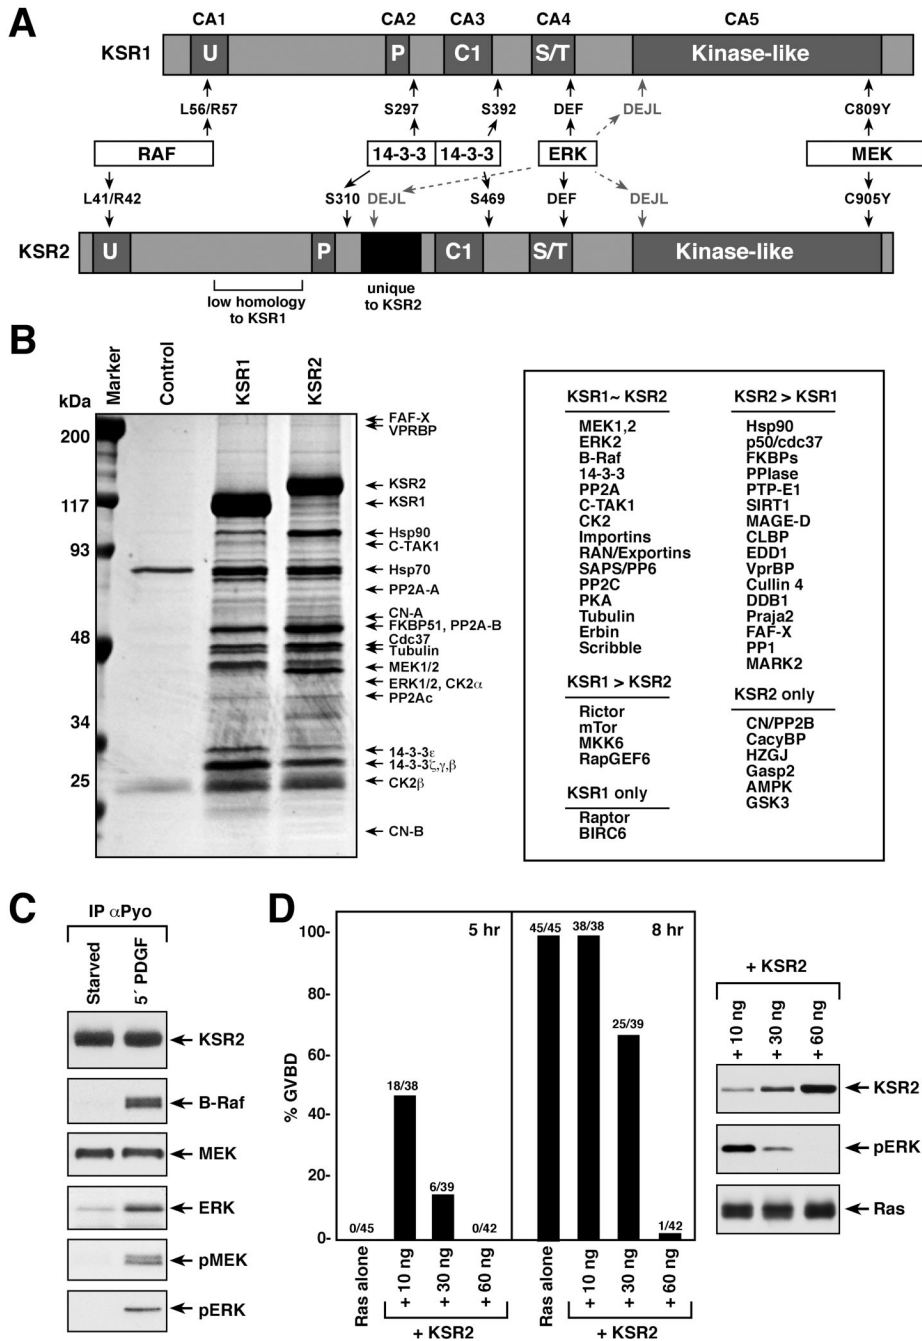 A
CA1 CA2 CA3 CA4 CA5
KSR1 U P C1 S/T Kinase-like
L56/R57 S297 S392 DEF DEJL C809Y
RAF 14-3-3 14-3-3 ERK MEK
L41/R42 S310 DEJL S469 DEF DEJL C905Y
KSR2 U P C1 S/T Kinase-like
low homology
to KSR1
unique
to KSR2
B
Marker
Control
KSR1
KSR2
kDa
200
117
93
48
34
25
FAF-X
VPRBP
KSR2
KSR1
Hsp90
C-TAK1
Hsp70
PP2A-A
CN-A
FKBP51, PP2A-B
Cdc37
Tubulin
MEK1/2
ERK1/2, CK2α
PP2Ac
14-3-3ε
14-3-3ζ,γ,β
CK2β
CN-B
KSR1~ KSR2
MEK1,2
ERK2
B-Raf
14-3-3
PP2A
C-TAK1
CK2
Importins
RAN/Exportins
SAPS/PP6
PP2C
PKA
Tubulin
Erbin
Scribble
KSR1 > KSR2
Rictor
mTor
MKK6
RapGEF6
KSR1 only
Raptor
BIRC6
KSR2 > KSR1
Hsp90
p50/cdc37
FKBPs
PPIase
PTP-E1
SIRT1
MAGE-D
CLBP
EDD1
VprBP
Cullin 4
DDB1
Praja2
FAF-X
PP1
MARK2
KSR2 only
CN/PP2B
CacyBP
HZGJ
Gasp2
AMPK
GSK3
C
IP αPyo
Starved
5´ PDGF
KSR2
B-Raf
MEK
ERK
pMEK
pERK
D
% GVBD
100-
80-
60-
40-
20-
0-
5 hr
0/45
18/38
6/39
0/42
8 hr
45/45
38/38
25/39
1/42
Ras alone
+ 10 ng
+ 30 ng
+ 60 ng
+ KSR2
Ras alone
+ 10 ng
+ 30 ng
+ 60 ng
+ KSR2
+ KSR2
+ 10 ng
+ 30 ng
+ 60 ng
KSR2
pERK
Ras